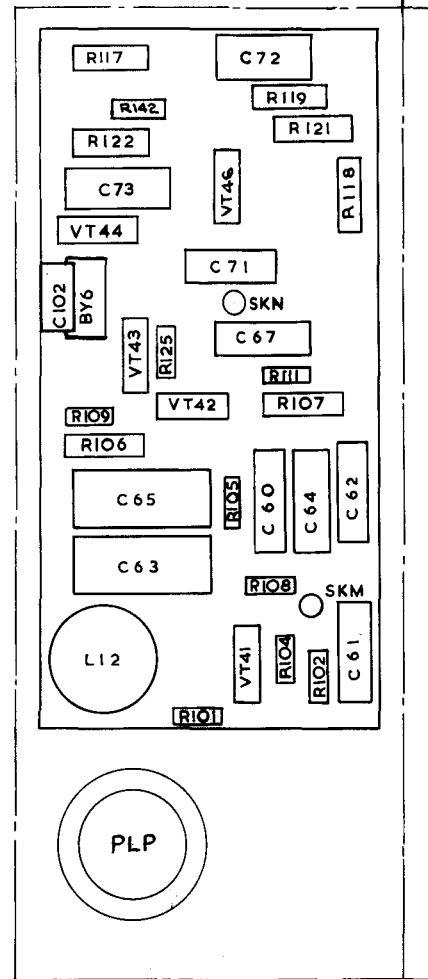 R117
C72
R119
R142
R121
R122
VT46
R118
C73
VT44
C71
C102
BY6
SKN
VT43
R125
C67
R111
R109
VT42
R107
R106
C65
R105
C60
C64
C62
C63
R108
SKM
L12
VT41
R104
R102
C61
R101
PLP